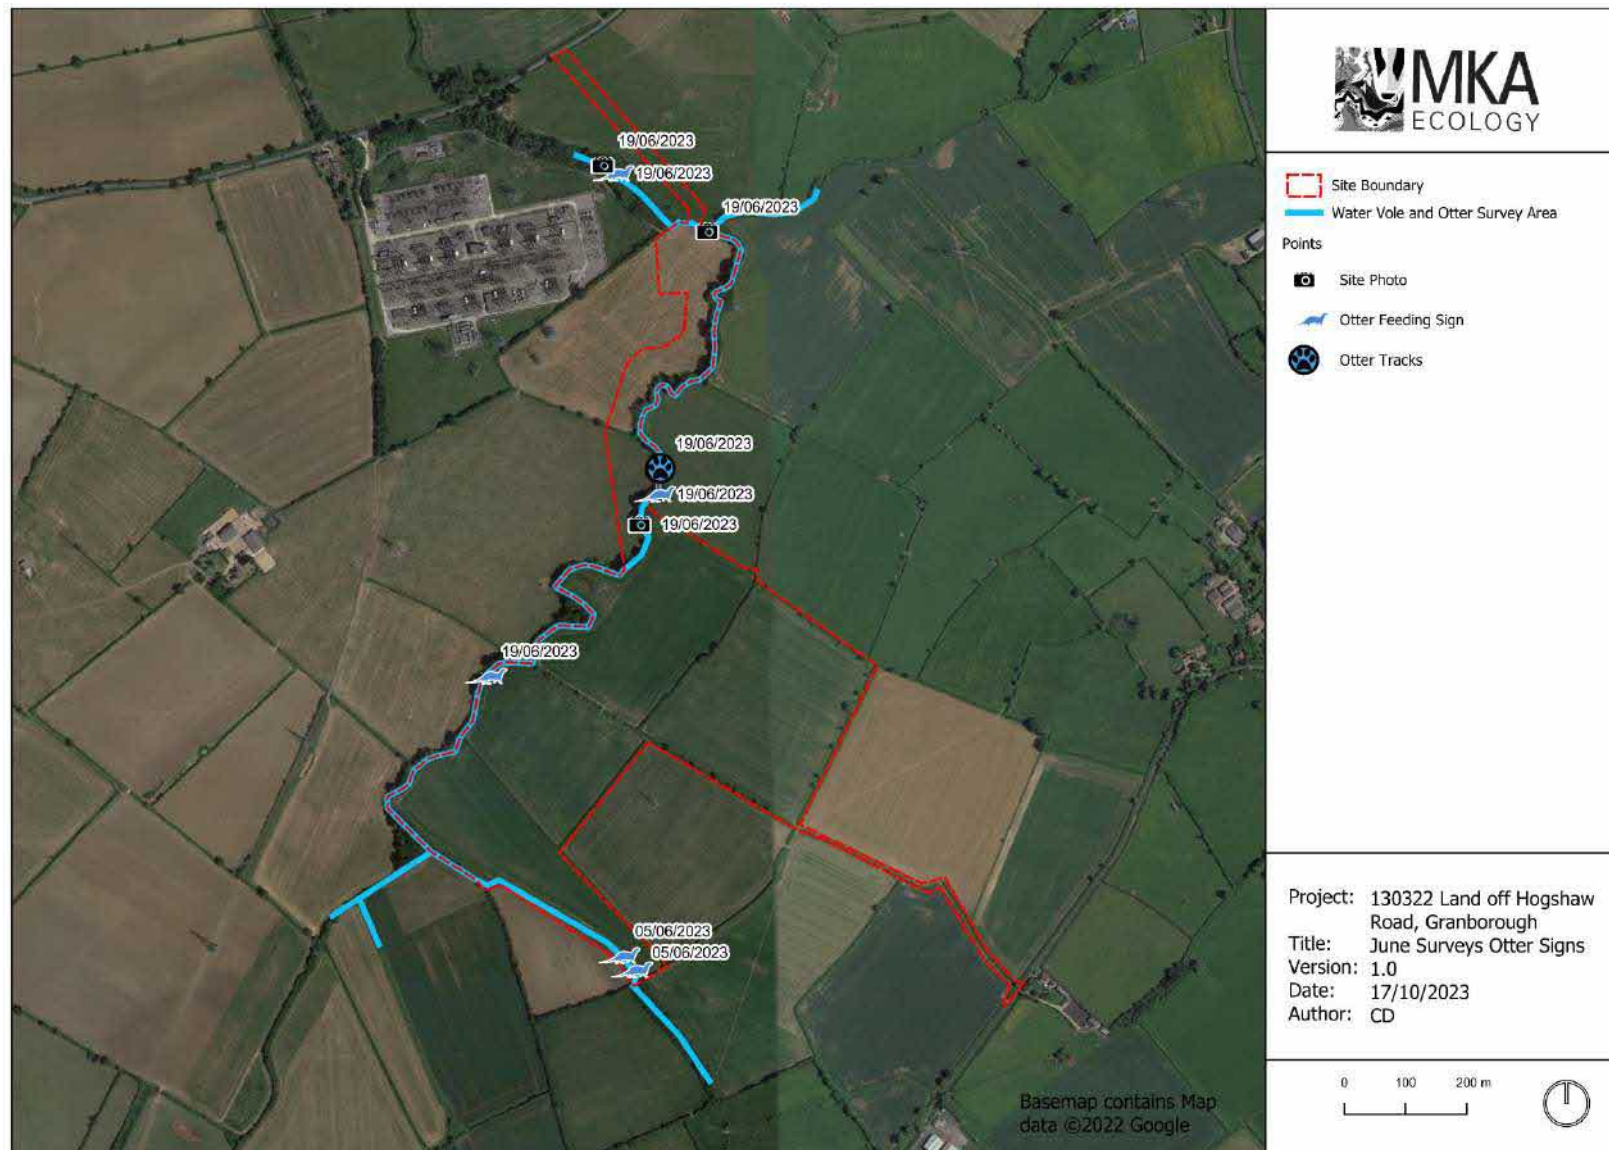 MKA
ECOLOGY
Site Boundary
Water Vole and Otter Survey Area
Points
Site Photo
Otter Feeding Sign
Otter Tracks
19/06/2023
19/06/2023
19/06/2023
19/06/2023
19/06/2023
19/06/2023
19/06/2023
05/06/2023
05/06/2023
Project: 130322 Land off Hogshaw
Road, Granborough
Title: June Surveys Otter Signs
Version: 1.0
Date: 17/10/2023
Author: CD
0 100 200 m
Basemap contains Map
data ©2022 Google